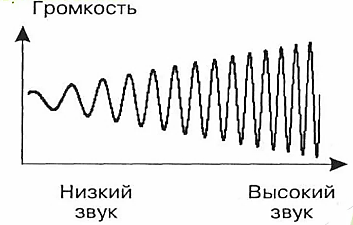 Громкость
Низкий звук
Высокий звук